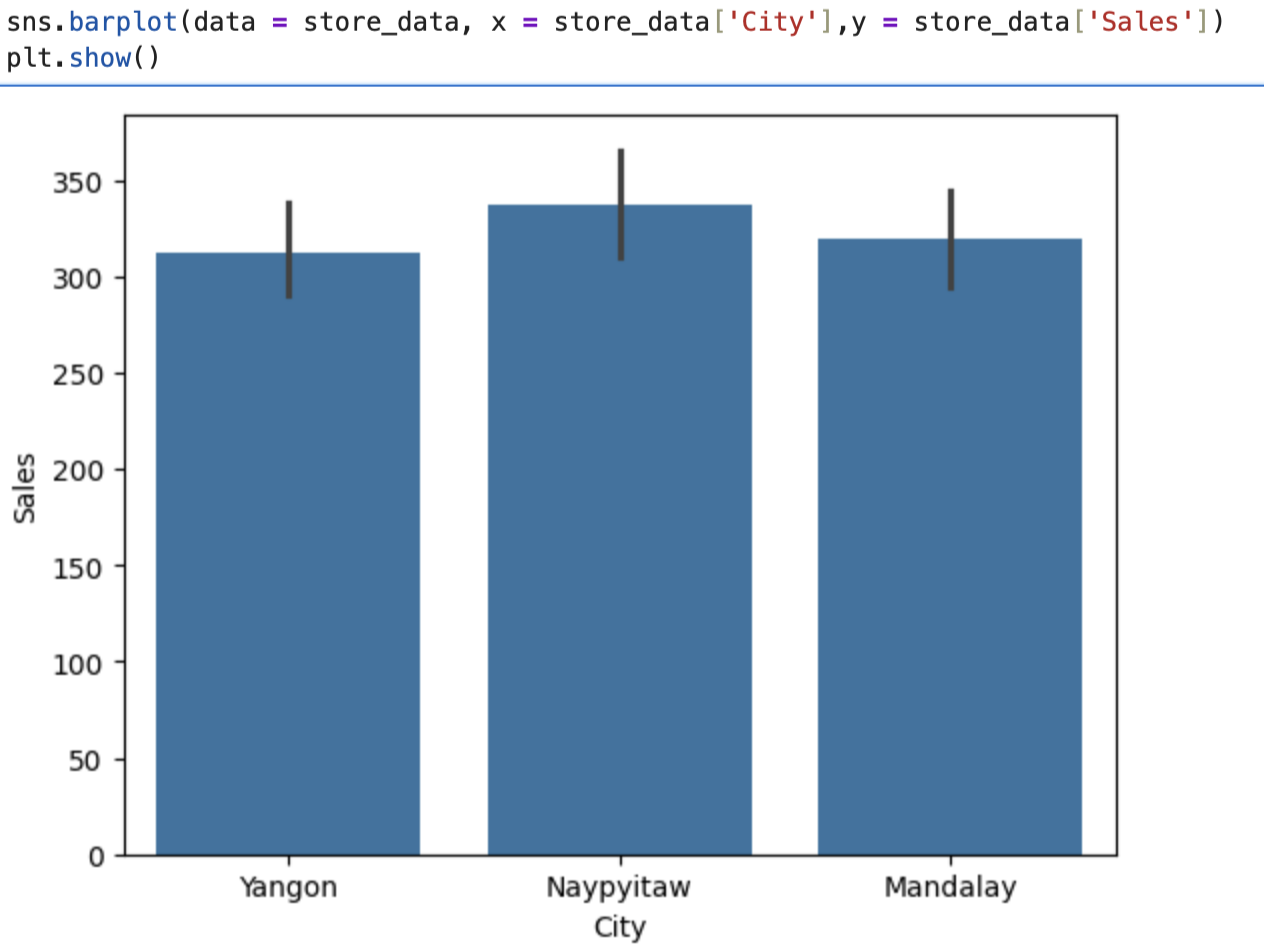 sns.barplot(data = store_data, x = store_data['City'],y = store_data['Sales'])
plt.show()
350
300
250
200
150
100
50
0
Sales
Yangon Naypyitaw Mandalay
City